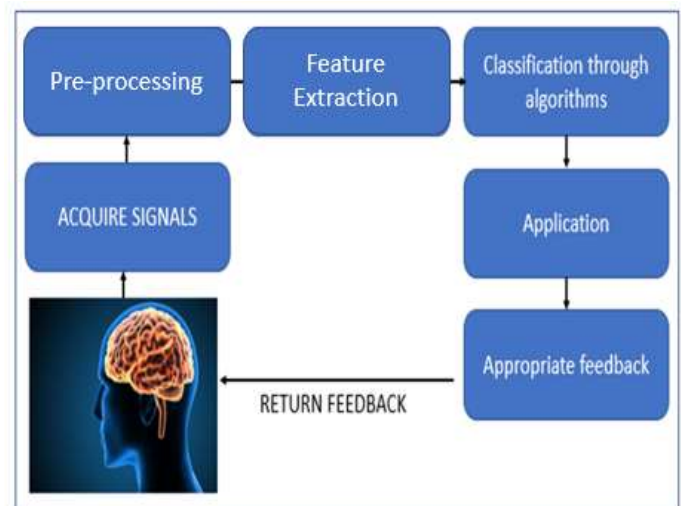 Pre-processing
Feature
Extraction
Classification through
algorithms
ACQUIRE SIGNALS
Application
Appropriate feedback
RETURN FEEDBACK